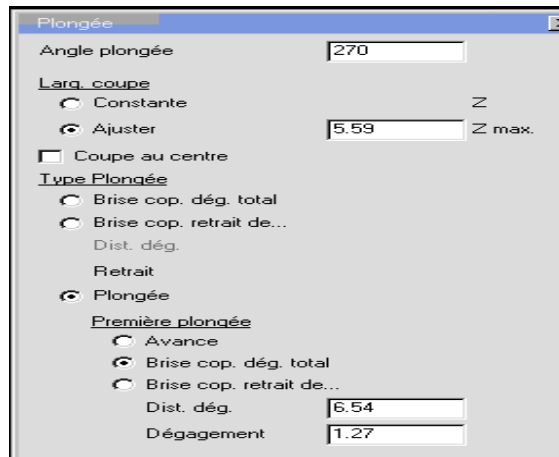 Plongée
Angle plongée 270
Larg. coupe
Constante Z
Ajuster 5.59 Z max.
Coupe au centre
Type Plongée
Brise cop. dég. total
Brise cop. retrait de...
Dist. dég.
Retrait
Plongée
Première plongée
Avance
Brise cop. dég. total
Brise cop. retrait de...
Dist. dég. 6.54
Dégagement 1.27